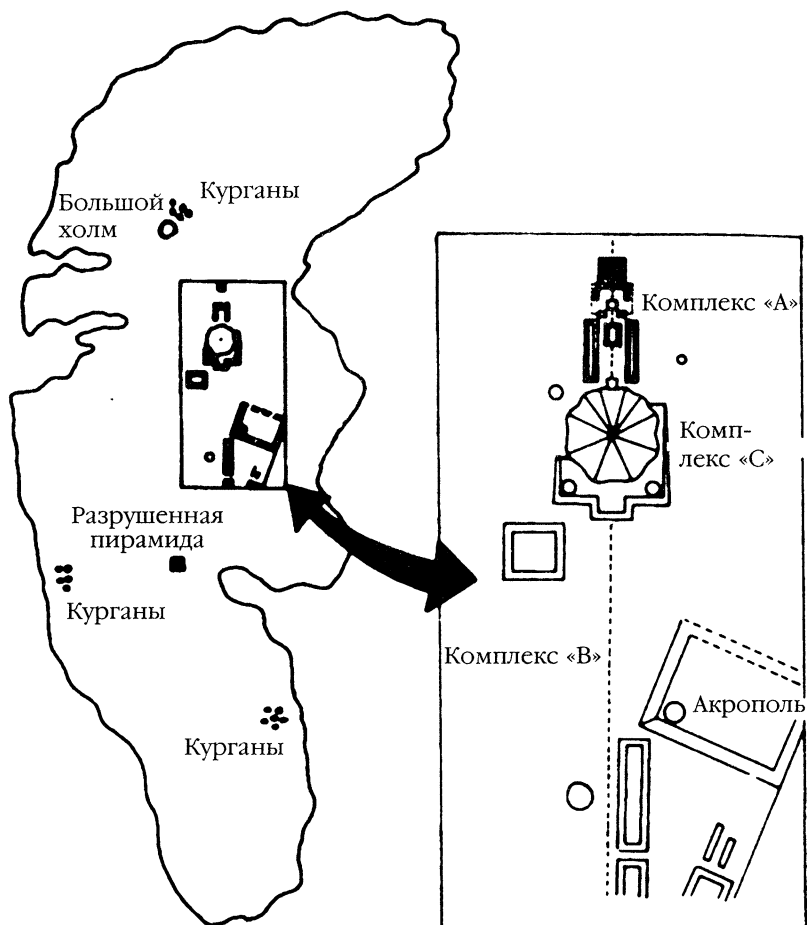 Большой
холм
Курганы
Разрушенная
пирамида
Курганы
Курганы
Комплекс «А»
Комп-
лекс «С»
Комплекс «В»
Акрополь